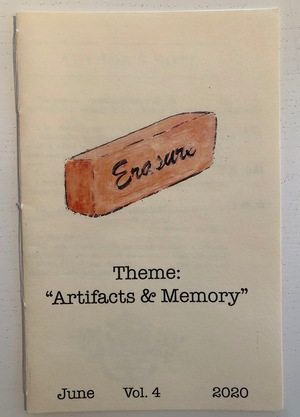 Erasure
Theme:
“Artifacts & Memory”
June Vol. 4 2020